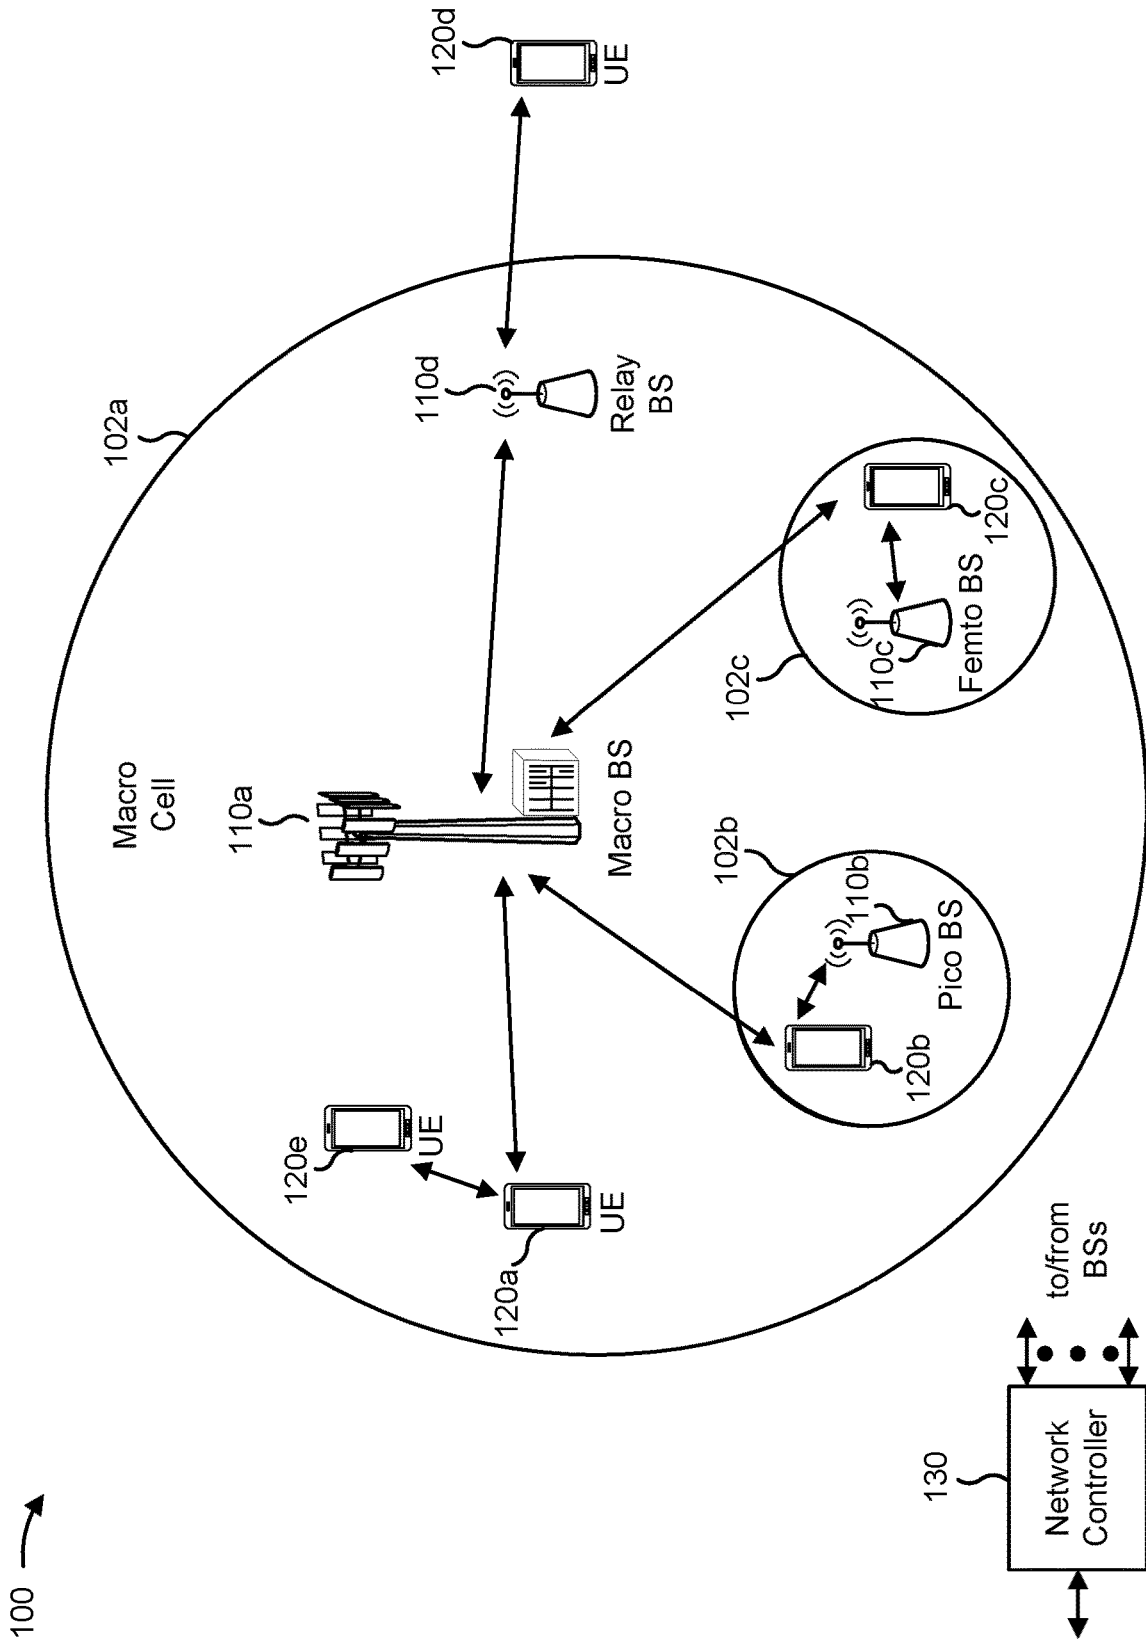 100
Macro
Cell
102a
110a
120e
UE
120a
UE
Macro BS
110d
Relay
BS
120d
UE
102b
110b
Pico BS
120b
102c
110c
Femto BS
120c
130
Network
Controller
to/from
BSs